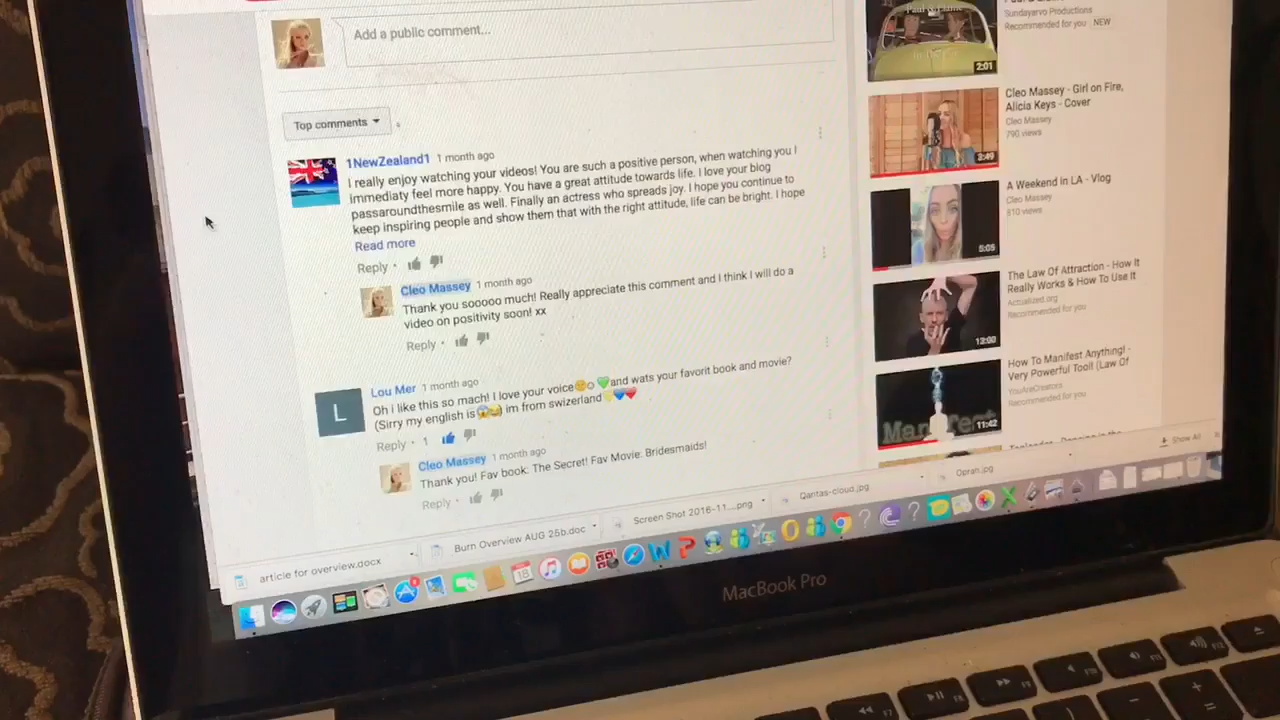 Add a public comment...
Top comments
1NewZealand1 1 month ago
I really enjoy watching your videos! You are such a positive person, when watching you I
immediaty feel more happy. You have a great attitude towards life. I love your blog
passaroundthesmile as well. Finally an actress who spreads joy. I hope you continue to
keep inspiring people and show them that with the right attitude, life can be bright. I hope
Read more
Reply
Cleo Massey 1 month ago
Thank you sooooo much! Really appreciate this comment and I think I will do a
video on positivity soon! xx
Reply
L
Lou Mer 1 month ago
Oh i like this so mach! I love your voice😊💚and wats your favorit book and movie?
(Sirry my english is😱😂 im from swizerland💛💙❤
Reply 1
Cleo Massey 1 month ago
Thank you! Fav book: The Secret! Fav Movie: Bridesmaids!
Reply
Sundayarvo Productions
Recommended for you NEW
2:01
Cleo Massey - Girl on Fire,
Alicia Keys - Cover
Cleo Massey
790 views
3:49
A Weekend in LA - Vlog
Cleo Massey
810 views
5:05
The Law Of Attraction - How It
Really Works & How To Use It
Actualized.org
Recommended for you
13:00
How To Manifest Anything! -
Very Powerful Tool! (Law Of
YouAreCreators
Recommended for you
11:42
article for overview.docx
Burn Overview AUG 25b.doc
Screen Shot 2016-11....png
Qantas-cloud.jpg
Oprah.jpg
Show All
18
MacBook Pro
F7
F8
F9